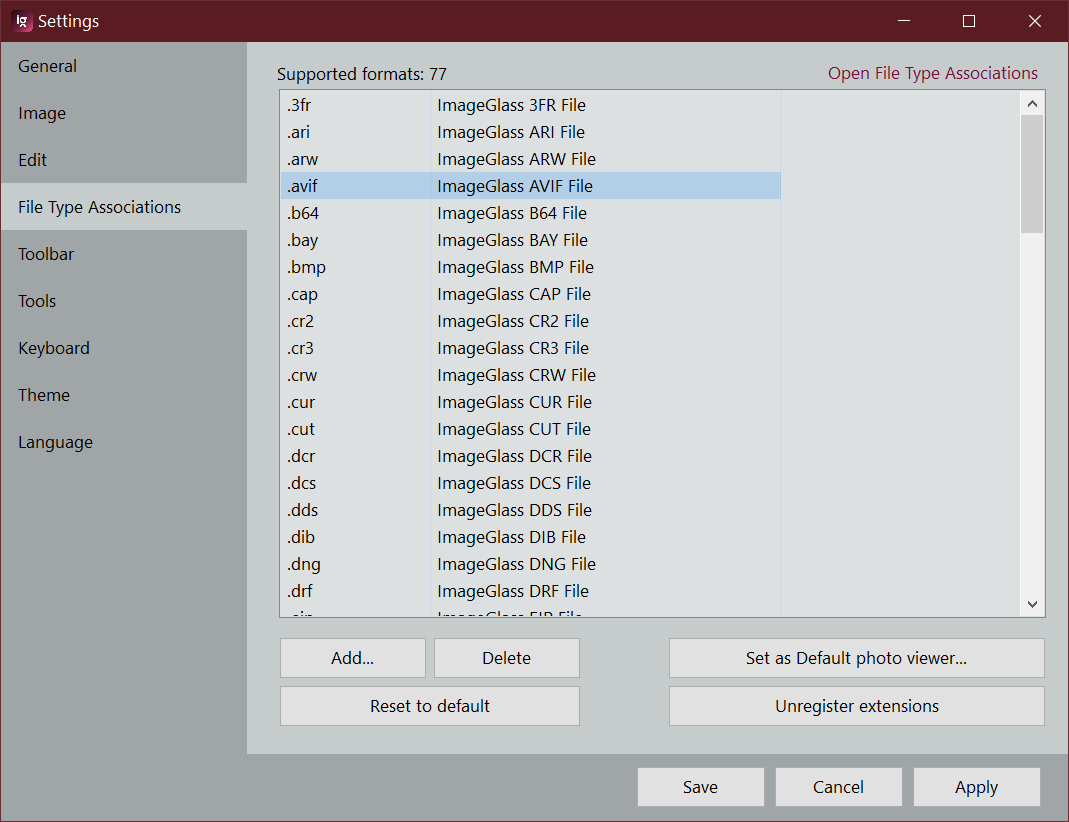 Settings
General
Image
Edit
File Type Associations
Toolbar
Tools
Keyboard
Theme
Language
Supported formats: 77
Open File Type Associations
.3fr ImageGlass 3FR File
.ari ImageGlass ARI File
.arw ImageGlass ARW File
.avif ImageGlass AVIF File
.b64 ImageGlass B64 File
.bay ImageGlass BAY File
.bmp ImageGlass BMP File
.cap ImageGlass CAP File
.cr2 ImageGlass CR2 File
.cr3 ImageGlass CR3 File
.crw ImageGlass CRW File
.cur ImageGlass CUR File
.cut ImageGlass CUT File
.dcr ImageGlass DCR File
.dcs ImageGlass DCS File
.dds ImageGlass DDS File
.dib ImageGlass DIB File
.dng ImageGlass DNG File
.drf ImageGlass DRF File
Add...
Delete
Set as Default photo viewer...
Reset to default
Unregister extensions
Save
Cancel
Apply